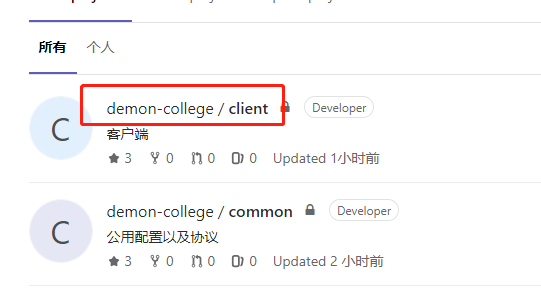 所有 个人
C
demon-college / client Developer
客户端
3 0 0 0 Updated 1小时前
C
demon-college / common Developer
公用配置以及协议
3 0 0 0 Updated 2 小时前